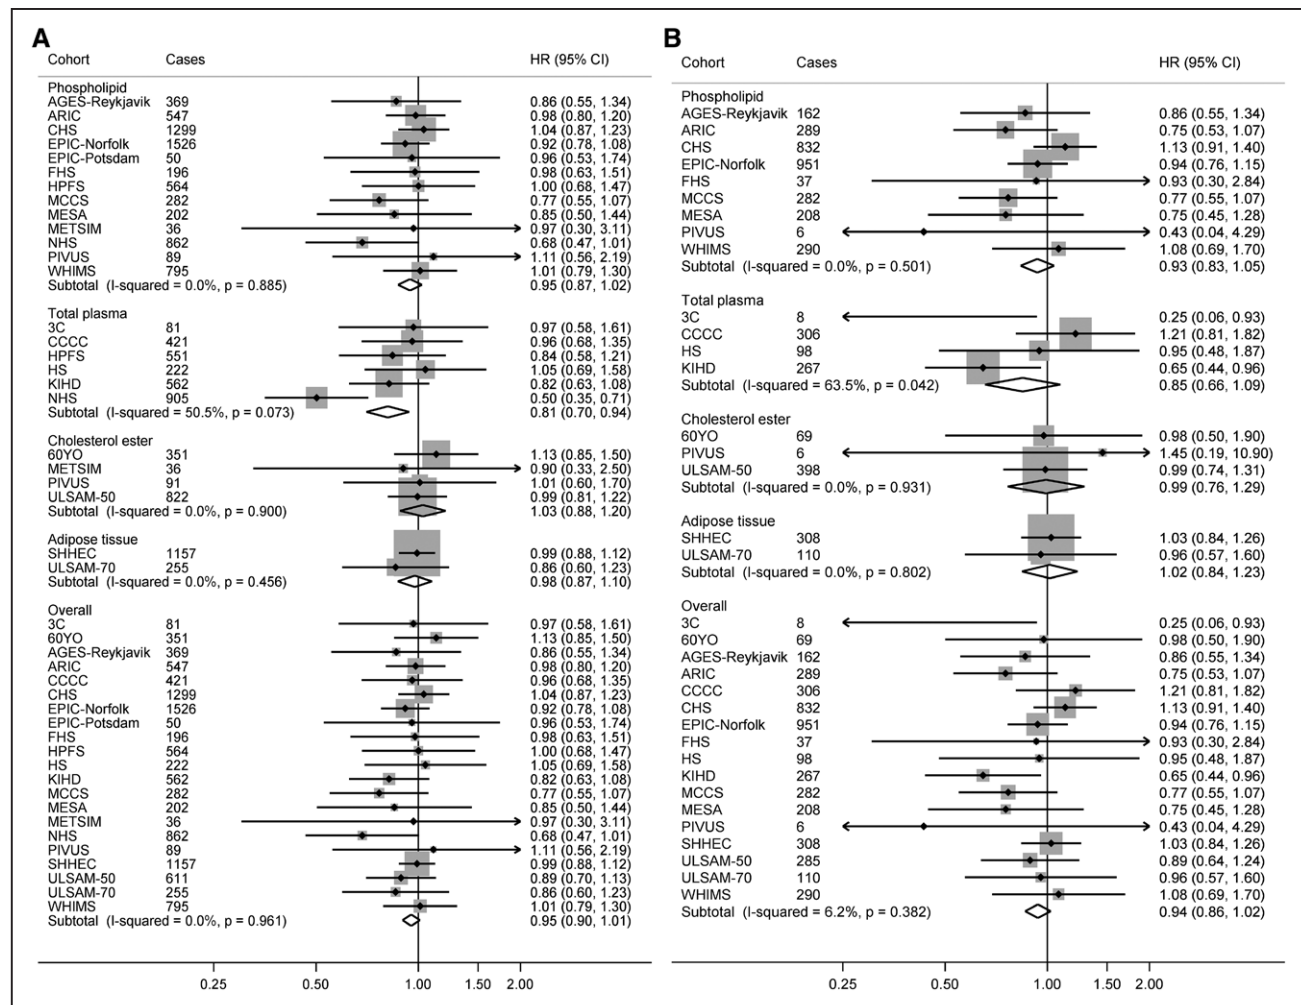 A
Cohort Cases HR (95% CI)
Phospholipid
AGES-Reykjavik 369 0.86 (0.55, 1.34)
ARIC 547 0.98 (0.80, 1.20)
CHS 1299 1.04 (0.87, 1.23)
EPIC-Norfolk 1526 0.92 (0.78, 1.08)
EPIC-Potsdam 50 0.96 (0.53, 1.74)
FHS 196 0.98 (0.63, 1.51)
HPFS 564 1.00 (0.68, 1.47)
MCCS 282 0.77 (0.55, 1.07)
MESA 202 0.85 (0.50, 1.44)
METSIM 36 0.97 (0.30, 3.11)
NHS 862 0.68 (0.47, 1.01)
PIVUS 89 1.11 (0.56, 2.19)
WHIMS 795 1.01 (0.79, 1.30)
Subtotal (I-squared = 0.0%, p = 0.885) 0.95 (0.87, 1.02)
Total plasma
3C 81 0.97 (0.58, 1.61)
CCCC 421 0.96 (0.68, 1.35)
HPFS 551 0.84 (0.58, 1.21)
HS 222 1.05 (0.69, 1.58)
KIHD 562 0.82 (0.63, 1.08)
NHS 905 0.50 (0.35, 0.71)
Subtotal (I-squared = 50.5%, p = 0.073) 0.81 (0.70, 0.94)
Cholesterol ester
60YO 351 1.13 (0.85, 1.50)
METSIM 36 0.90 (0.33, 2.50)
PIVUS 91 1.01 (0.60, 1.70)
ULSAM-50 822 0.99 (0.81, 1.22)
Subtotal (I-squared = 0.0%, p = 0.900) 1.03 (0.88, 1.20)
Adipose tissue
SHHEC 1157 0.99 (0.88, 1.12)
ULSAM-70 255 0.86 (0.60, 1.23)
Subtotal (I-squared = 0.0%, p = 0.456) 0.98 (0.87, 1.10)
Overall
3C 81 0.97 (0.58, 1.61)
60YO 351 1.13 (0.85, 1.50)
AGES-Reykjavik 369 0.86 (0.55, 1.34)
ARIC 547 0.98 (0.80, 1.20)
CCCC 421 0.96 (0.68, 1.35)
CHS 1299 1.04 (0.87, 1.23)
EPIC-Norfolk 1526 0.92 (0.78, 1.08)
EPIC-Potsdam 50 0.96 (0.53, 1.74)
FHS 196 0.98 (0.63, 1.51)
HPFS 564 1.00 (0.68, 1.47)
HS 222 1.05 (0.69, 1.58)
KIHD 562 0.82 (0.63, 1.08)
MCCS 282 0.77 (0.55, 1.07)
MESA 202 0.85 (0.50, 1.44)
METSIM 36 0.97 (0.30, 3.11)
NHS 862 0.68 (0.47, 1.01)
PIVUS 89 1.11 (0.56, 2.19)
SHHEC 1157 0.99 (0.88, 1.12)
ULSAM-50 611 0.89 (0.70, 1.13)
ULSAM-70 255 0.86 (0.60, 1.23)
WHIMS 795 1.01 (0.79, 1.30)
Subtotal (I-squared = 0.0%, p = 0.961) 0.95 (0.90, 1.01)
0.25 0.50 1.00 1.50 2.00
B
Cohort Cases HR (95% CI)
Phospholipid
AGES-Reykjavik 162 0.86 (0.55, 1.34)
ARIC 289 0.75 (0.53, 1.07)
CHS 832 1.13 (0.91, 1.40)
EPIC-Norfolk 951 0.94 (0.76, 1.15)
FHS 37 0.93 (0.30, 2.84)
MCCS 282 0.77 (0.55, 1.07)
MESA 208 0.75 (0.45, 1.28)
PIVUS 6 0.43 (0.04, 4.29)
WHIMS 290 1.08 (0.69, 1.70)
Subtotal (I-squared = 0.0%, p = 0.501) 0.93 (0.83, 1.05)
Total plasma
3C 8 0.25 (0.06, 0.93)
CCCC 306 1.21 (0.81, 1.82)
HS 98 0.95 (0.48, 1.87)
KIHD 267 0.65 (0.44, 0.96)
Subtotal (I-squared = 63.5%, p = 0.042) 0.85 (0.66, 1.09)
Cholesterol ester
60YO 69 0.98 (0.50, 1.90)
PIVUS 6 1.45 (0.19, 10.90)
ULSAM-50 398 0.99 (0.74, 1.31)
Subtotal (I-squared = 0.0%, p = 0.931) 0.99 (0.76, 1.29)
Adipose tissue
SHHEC 308 1.03 (0.84, 1.26)
ULSAM-70 110 0.96 (0.57, 1.60)
Subtotal (I-squared = 0.0%, p = 0.802) 1.02 (0.84, 1.23)
Overall
3C 8 0.25 (0.06, 0.93)
60YO 69 0.98 (0.50, 1.90)
AGES-Reykjavik 162 0.86 (0.55, 1.34)
ARIC 289 0.75 (0.53, 1.07)
CCCC 306 1.21 (0.81, 1.82)
CHS 832 1.13 (0.91, 1.40)
EPIC-Norfolk 951 0.94 (0.76, 1.15)
FHS 37 0.93 (0.30, 2.84)
HS 98 0.95 (0.48, 1.87)
KIHD 267 0.65 (0.44, 0.96)
MCCS 282 0.77 (0.55, 1.07)
MESA 208 0.75 (0.45, 1.28)
PIVUS 6 0.43 (0.04, 4.29)
SHHEC 308 1.03 (0.84, 1.26)
ULSAM-50 285 0.89 (0.64, 1.24)
ULSAM-70 110 0.96 (0.57, 1.60)
WHIMS 290 1.08 (0.69, 1.70)
Subtotal (I-squared = 6.2%, p = 0.382) 0.94 (0.86, 1.02)
0.25 0.50 1.00 1.50 2.00